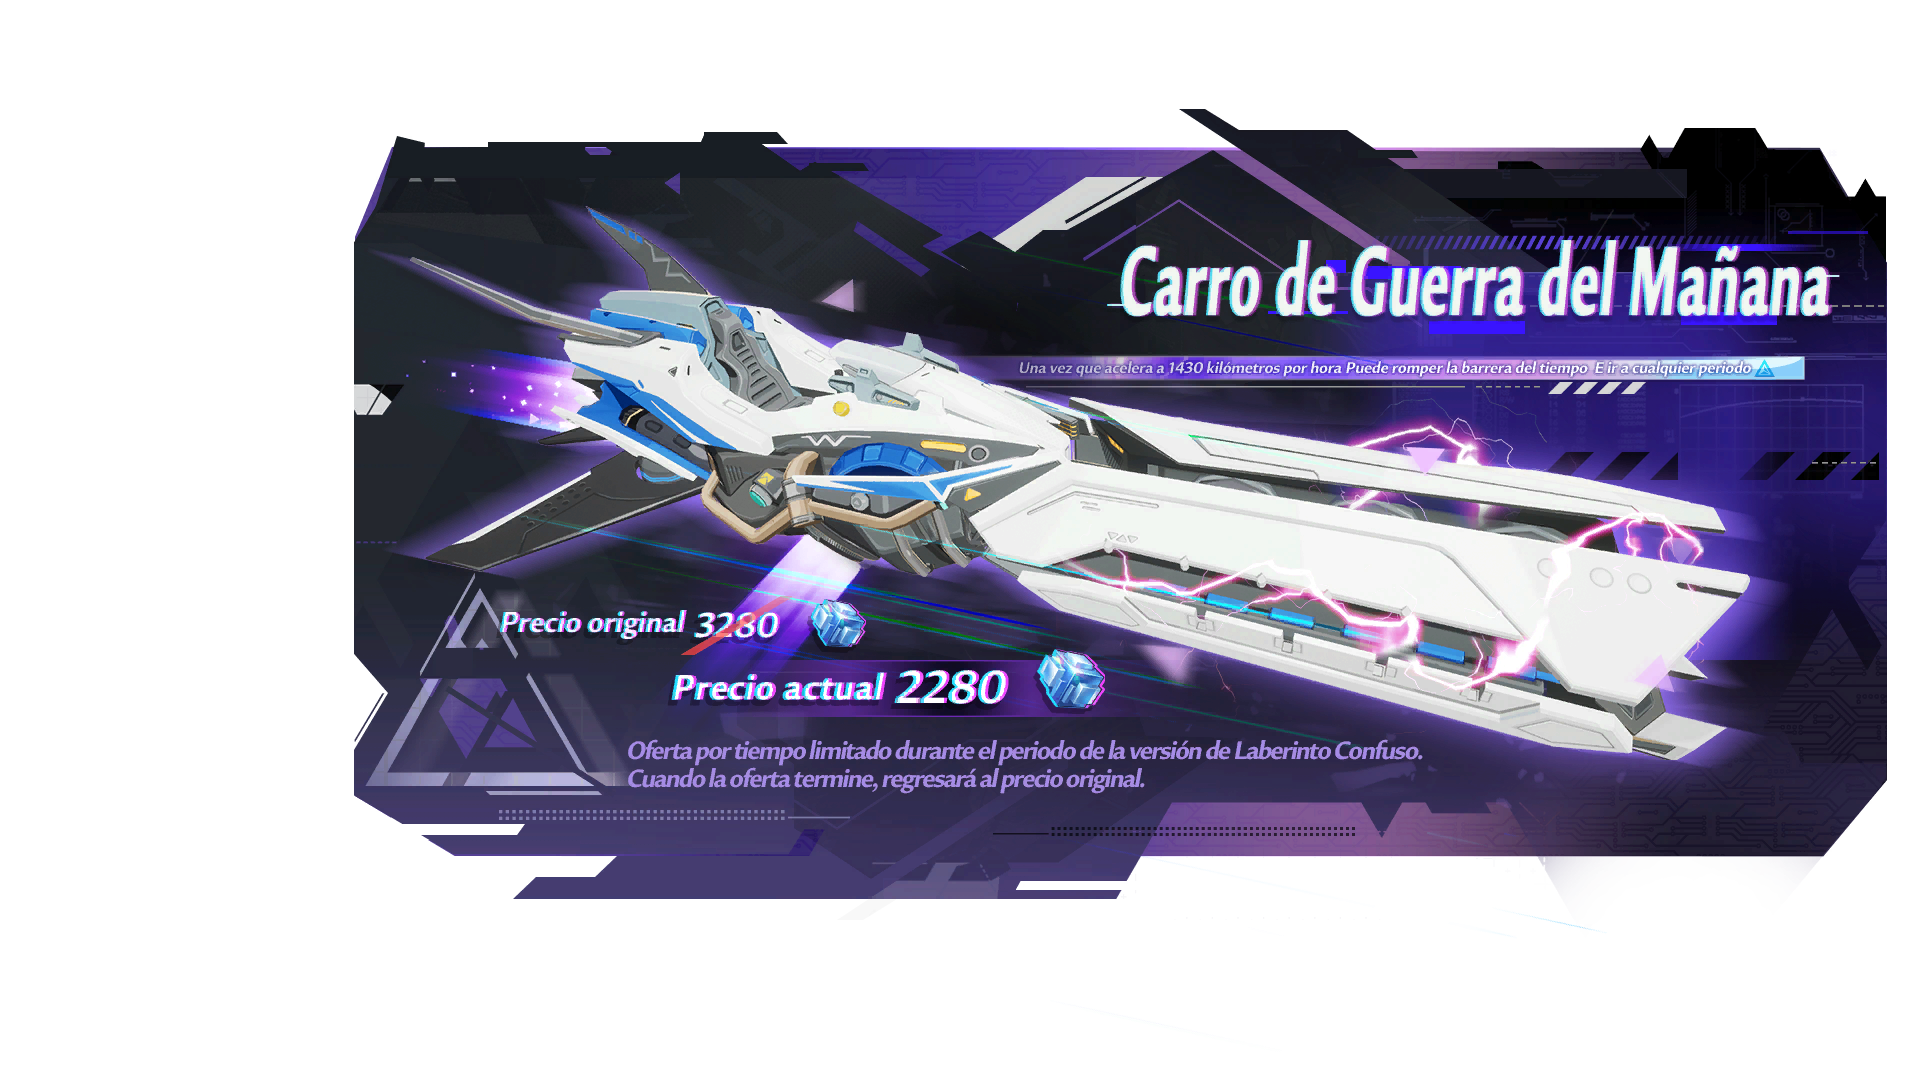 Carro de Guerra del Mañana
Una vez que acelera a 1430 kilómetros por hora Puede romper la barrera del tiempo E ir a cualquier periodo
Precio original 3280
Precio actual 2280
Oferta por tiempo limitado durante el periodo de la versión de Laberinto Confuso.
Cuando la oferta termine, regresará al precio original.